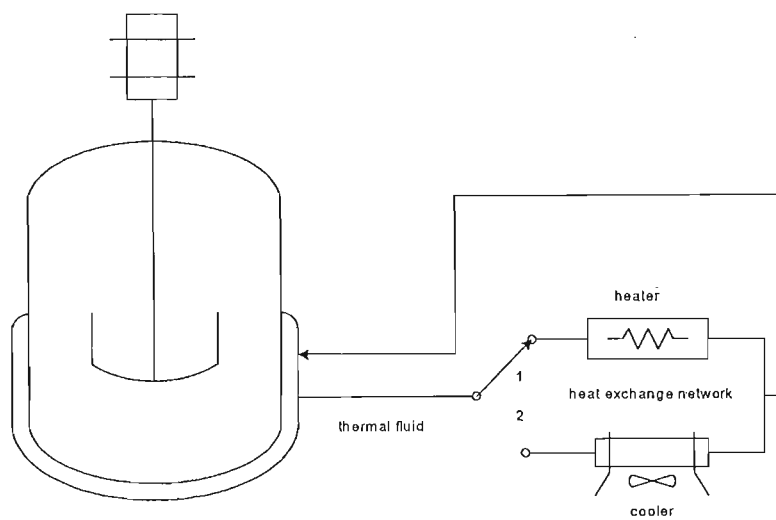 heater
1
heat exchange network
2
thermal fluid
cooler